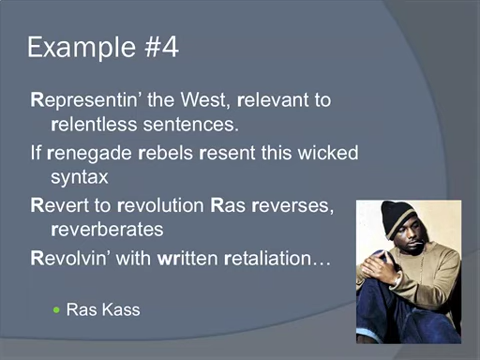 Example #4
Representin' the West, relevant to
relentless sentences.
If renegade rebels resent this wicked
syntax
Revert to revolution Ras reverses,
reverberates
Revolvin' with written retaliation…
Ras Kass